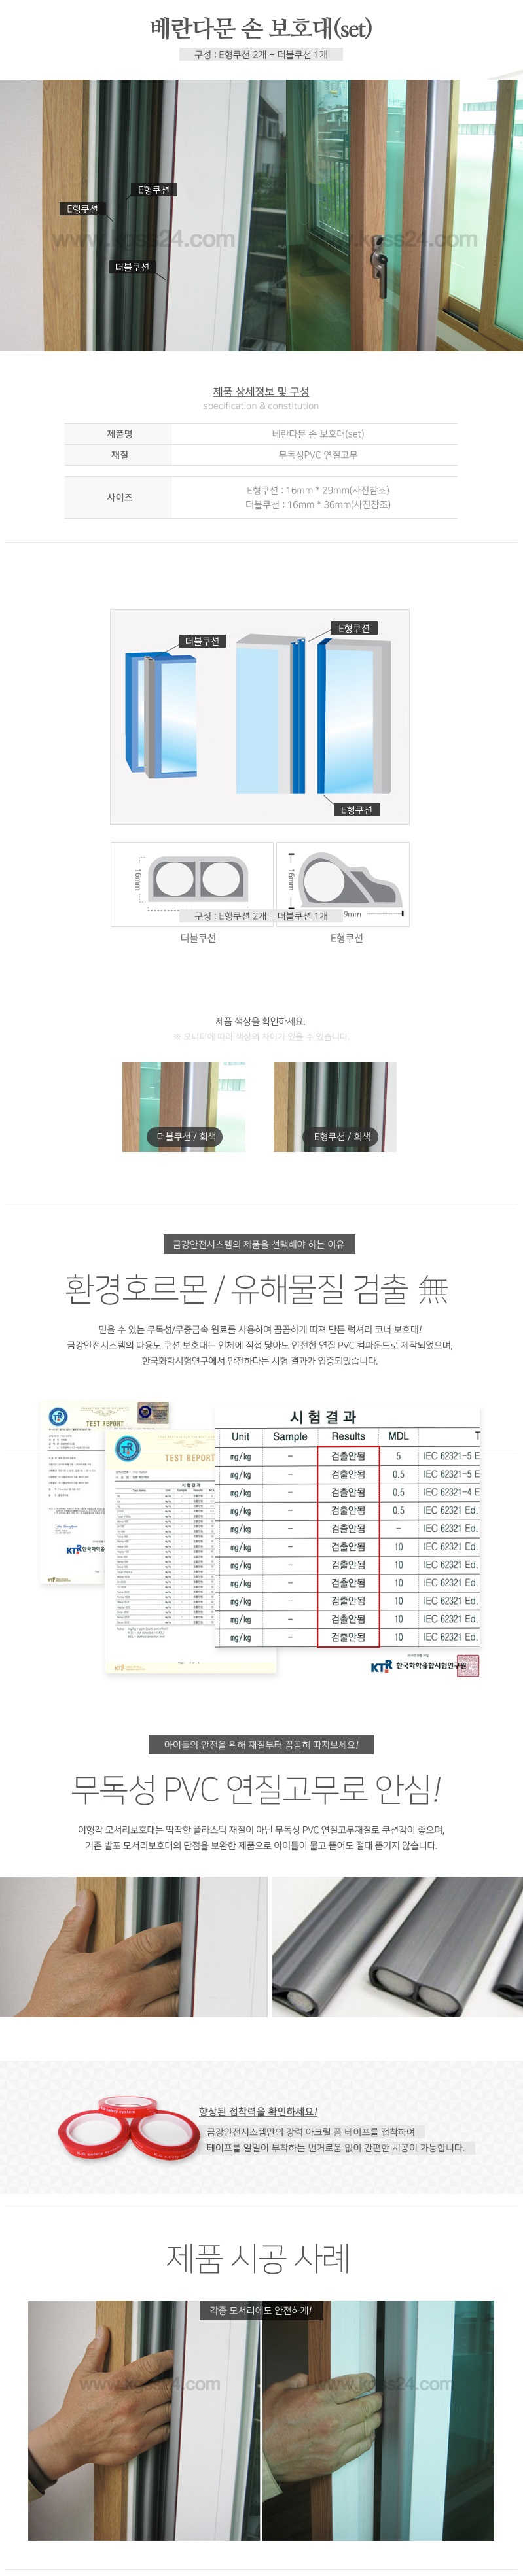 베란다문 손 보호대(set)
구성 : E형쿠션 2개 + 더블쿠션 1개
E형쿠션
E형쿠션
더블쿠션
www.kgss24.com
www.kgss24.com
제품 상세정보 및 구성
specification & constitution
제품명 베란다문 손 보호대(set)
재질 무독성PVC 연질고무
사이즈
E형쿠션 : 16mm * 29mm(사진참조)
더블쿠션 : 16mm * 36mm(사진참조)
더블쿠션
E형쿠션
E형쿠션
16mm
16mm
9mm
구성 : E형쿠션 2개 + 더블쿠션 1개
더블쿠션
E형쿠션
제품 색상을 확인하세요.
※ 모니터에 따라 색상의 차이가 있을 수 있습니다.
더블쿠션 / 회색
E형쿠션 / 회색
금강안전시스템의 제품을 선택해야 하는 이유
환경호르몬 / 유해물질 검출 無
믿을 수 있는 무독성/무중금속 원료를 사용하여 꼼꼼하게 따져 만든 럭셔리 코너 보호대!
금강안전시스템의 다용도 쿠션 보호대는 인체에 직접 닿아도 안전한 연질 PVC 컴파운드로 제작되었으며,
한국화학시험연구에서 안전하다는 시험 결과가 입증되었습니다.
TEST REPORT
TEST REPORT
시험결과
시험결과
Unit Sample Results MDL T
mg/kg - 검출안됨 5 IEC 62321-5 E
mg/kg - 검출안됨 0.5 IEC 62321-5 E
mg/kg - 검출안됨 0.5 IEC 62321-4 E
mg/kg - 검출안됨 0.5 IEC 62321 Ed.
mg/kg - 검출안됨 - IEC 62321 Ed.
mg/kg - 검출안됨 10 IEC 62321 Ed.
mg/kg - 검출안됨 10 IEC 62321 Ed.
mg/kg - 검출안됨 10 IEC 62321 Ed.
mg/kg - 검출안됨 10 IEC 62321 Ed.
mg/kg - 검출안됨 10 IEC 62321 Ed.
mg/kg - 검출안됨 10 IEC 62321 Ed.
KTR 한국화학
KTR 한국화학융합시험연구원
아이들의 안전을 위해 재질부터 꼼꼼히 따져보세요!
무독성 PVC 연질고무로 안심!
이형각 모서리보호대는 딱딱한 플라스틱 재질이 아닌 무독성 PVC 연질고무재질로 쿠션감이 좋으며,
기존 발포 모서리보호대의 단점을 보완한 제품으로 아이들이 물고 뜯어도 절대 뜯기지 않습니다.
향상된 접착력을 확인하세요!
금강안전시스템만의 강력 아크릴 폼 테이프를 접착하여
테이프를 일일이 부착하는 번거로움 없이 간편한 시공이 가능합니다.
제품 시공 사례
각종 모서리에도 안전하게!
www.kgss24.com